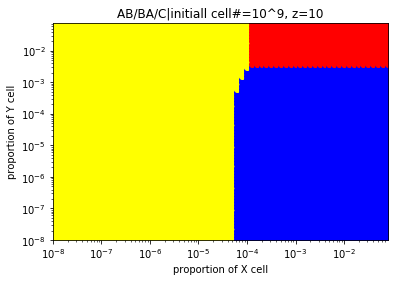 AB/BA/C|initiall cell#=10^9, z=10
proportion of Y cell
10⁻²
10⁻³
10⁻⁴
10⁻⁵
10⁻⁶
10⁻⁷
10⁻⁸
10⁻⁸ 10⁻⁷ 10⁻⁶ 10⁻⁵ 10⁻⁴ 10⁻³ 10⁻²
proportion of X cell